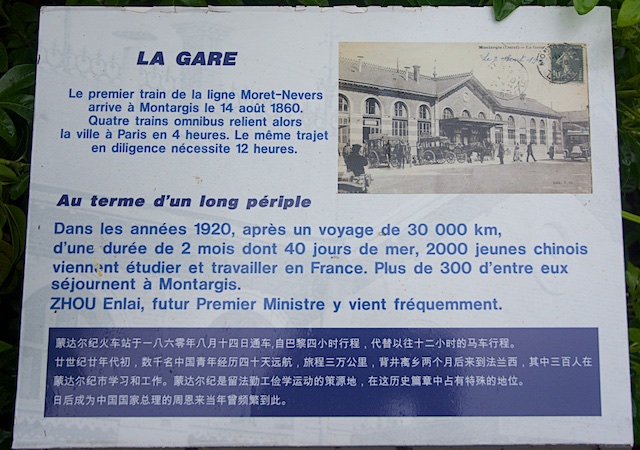 LA GARE
Montargis (Loiret) - La Gare
Le premier train de la ligne Moret-Nevers
arrive à Montargis le 14 août 1860.
Quatre trains omnibus relient alors
la ville à Paris en 4 heures. Le même trajet
en diligence nécessite 12 heures.
Au terme d'un long périple
Dans les années 1920, après un voyage de 30 000 km,
d'une durée de 2 mois dont 40 jours de mer, 2000 jeunes chinois
viennent étudier et travailler en France. Plus de 300 d'entre eux
séjournent à Montargis.
ZHOU Enlai, futur Premier Ministre y vient fréquemment.
蒙达尔纪火车站于一八六零年八月十四日通车,自巴黎四小时行程，代替以往十二小时的马车行程。
廿世纪廿年代初，数千名中国青年经历四十天远航，旅程三万公里，背井离乡两个月后来到法兰西，其中三百人在
蒙达尔纪市学习和工作。蒙达尔纪是留法勤工俭学运动的策源地，在这历史篇章中占有特殊的地位。
日后成为中国国家总理的周恩来当年曾频繁到此。